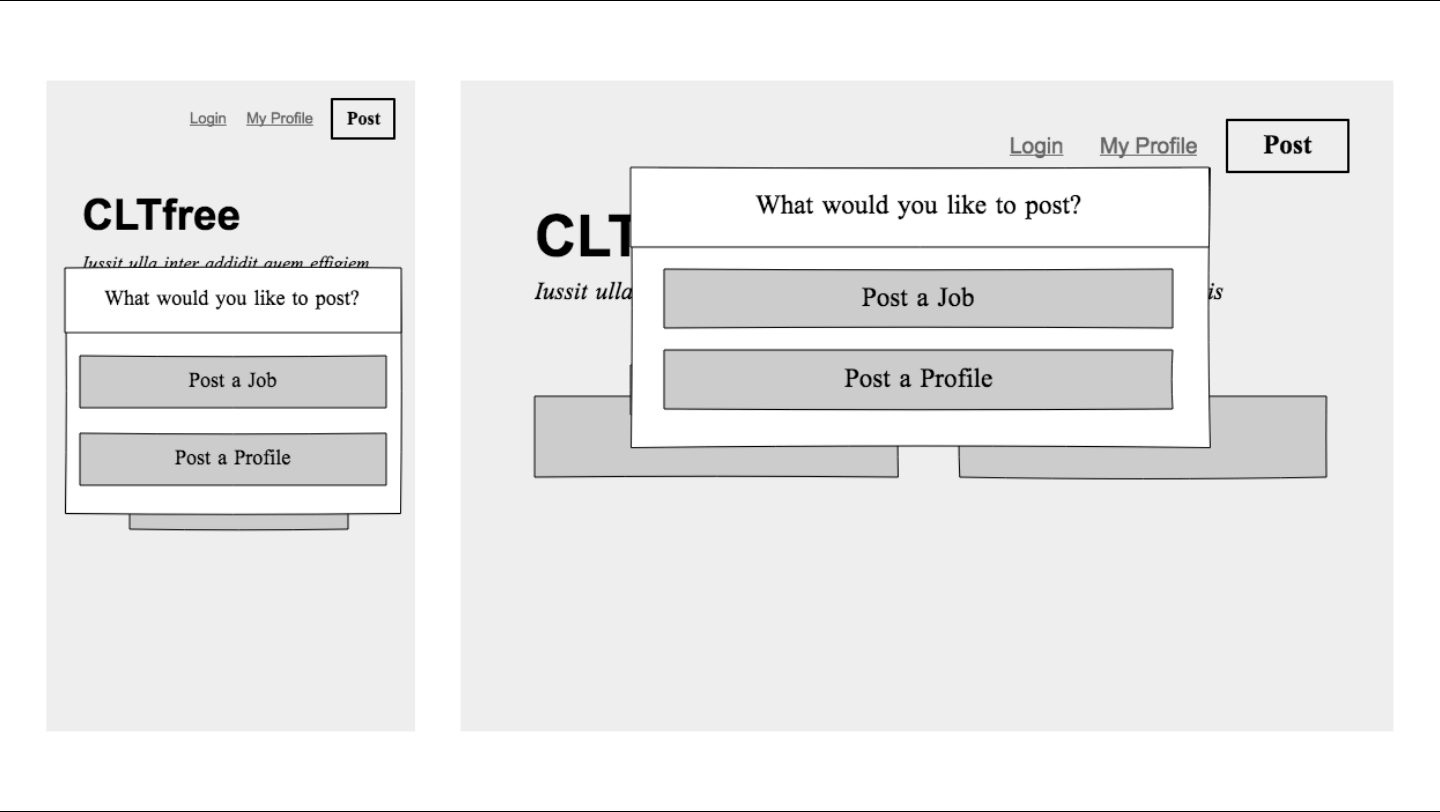 Login My Profile Post
CLTfree
Iussit ulla inter addidit quem effigiem
What would you like to post?
Post a Job
Post a Profile
Login My Profile Post
CLT
Iussit ulla
is
What would you like to post?
Post a Job
Post a Profile